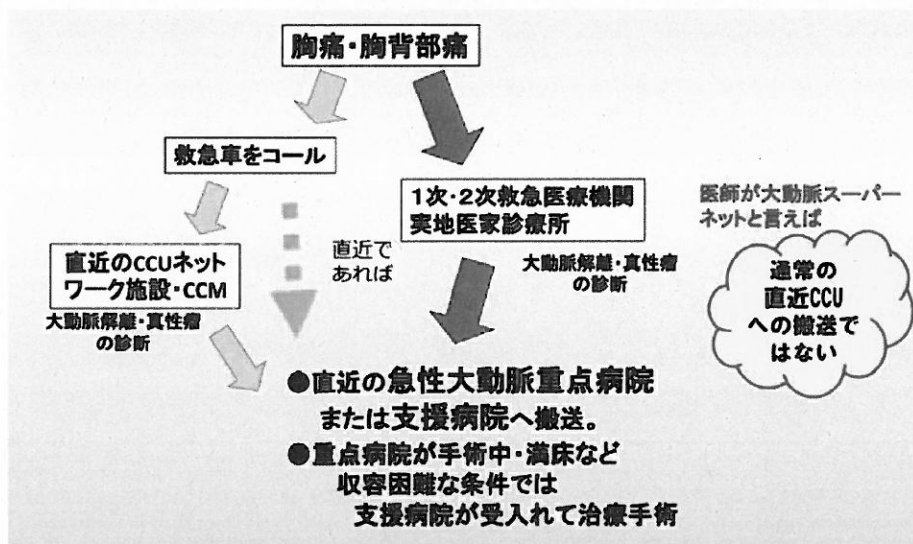 胸痛・胸背部痛
救急車をコール
1次・2次救急医療機関
実地医家診療所
医師が大動脈スーパー
ネットと言えば
直近のCCUネット
ワーク施設・CCM
直近で
あれば
大動脈解離・真性瘤
の診断
通常の
直近CCU
への搬送で
はない
大動脈解離・真性瘤
の診断
●直近の急性大動脈重点病院
または支援病院へ搬送。
●重点病院が手術中・満床など
収容困難な条件では
支援病院が受入れて治療手術